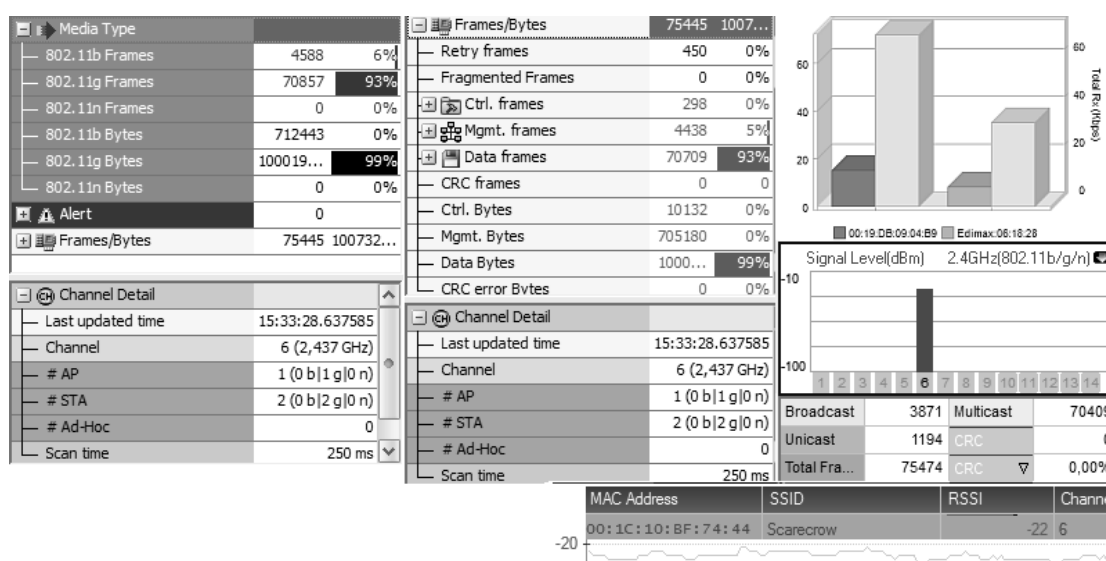 Media Type
802.11b Frames 4588 6%
802.11g Frames 70857 93%
802.11n Frames 0 0%
802.11b Bytes 712443 0%
802.11g Bytes 100019... 99%
802.11n Bytes 0 0%
Alert 0
Frames/Bytes 75445 100732...
Channel Detail
Last updated time 15:33:28.637585
Channel 6 (2,437 GHz)
# AP 1 (0 b|1 g|0 n)
# STA 2 (0 b|2 g|0 n)
# Ad-Hoc 0
Scan time 250 ms
Frames/Bytes 75445 1007...
Retry frames 450 0%
Fragmented Frames 0 0%
Ctrl. frames 298 0%
Mgmt. frames 4438 5%
Data frames 70709 93%
CRC frames 0 0
Ctrl. Bytes 10132 0%
Mgmt. Bytes 705180 0%
Data Bytes 1000... 99%
CRC error Bytes 0 0%
Channel Detail
Last updated time 15:33:28.637585
Channel 6 (2,437 GHz)
# AP 1 (0 b|1 g|0 n)
# STA 2 (0 b|2 g|0 n)
# Ad-Hoc 0
Scan time 250 ms
60 60
40 40
20 20
0 0
Total Rx (Kbps)
00:19:DB:09:04:B9 Edimax:06:18:28
Signal Level(dBm) 2.4GHz(802.11b/g/n)
-10
-100
1 2 3 4 5 6 7 8 9 10 11 12 13 14
Broadcast 3871 Multicast 70409
Unicast 1194 CRC
Total Fra... 75474 CRC 0,00%
MAC Address SSID RSSI Channe
00:1C:10:BF:74:44 Scarecrow -22 6
-20